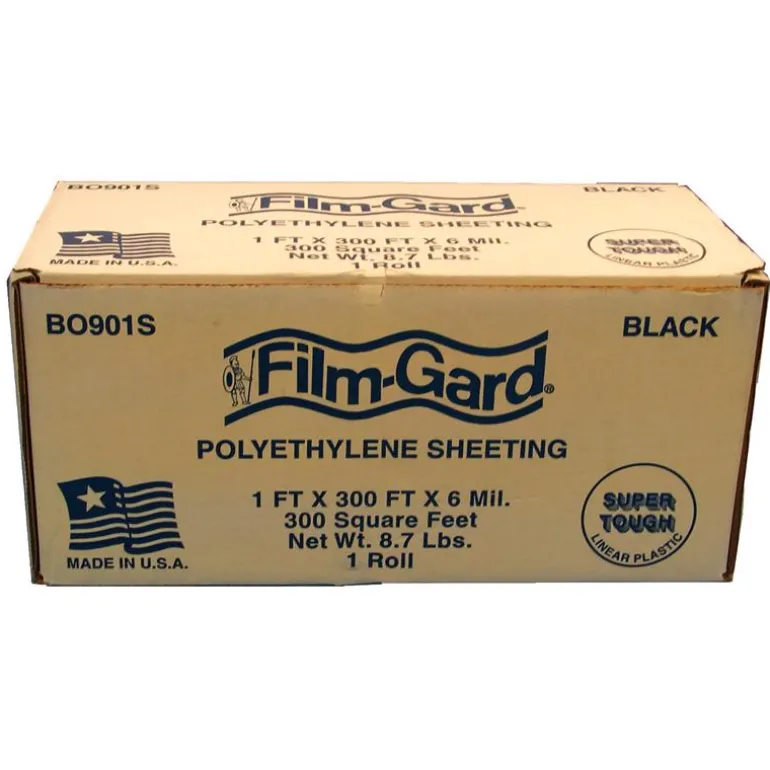 BO901S
BLACK
Film-Gard®
POLYETHYLENE SHEETING
1 FT X 300 FT X 6 Mil.
300 Square Feet
Net Wt. 8.7 Lbs.
1 Roll
MADE IN U.S.A.
SUPER
TOUGH
LINEAR PLASTIC
BO901S
BLACK
Film-Gard®
POLYETHYLENE SHEETING
1 FT X 300 FT X 6 Mil.
300 Square Feet
Net Wt. 8.7 Lbs.
1 Roll
MADE IN U.S.A.
SUPER
TOUGH
LINEAR PLASTIC